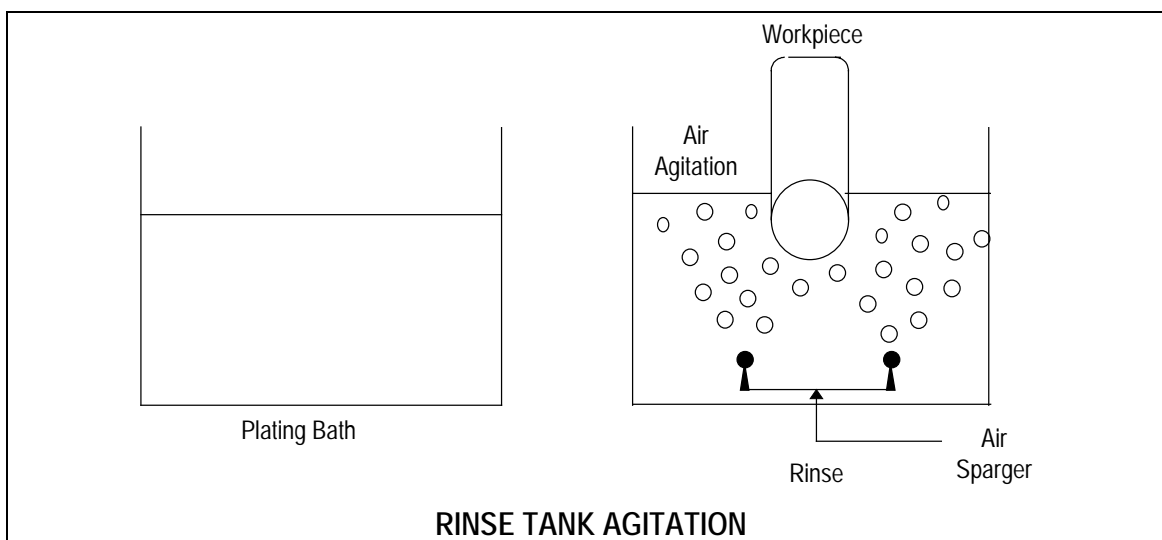 Workpiece
Air
Agitation
Plating Bath
Rinse
Air
Sparger
RINSE TANK AGITATION